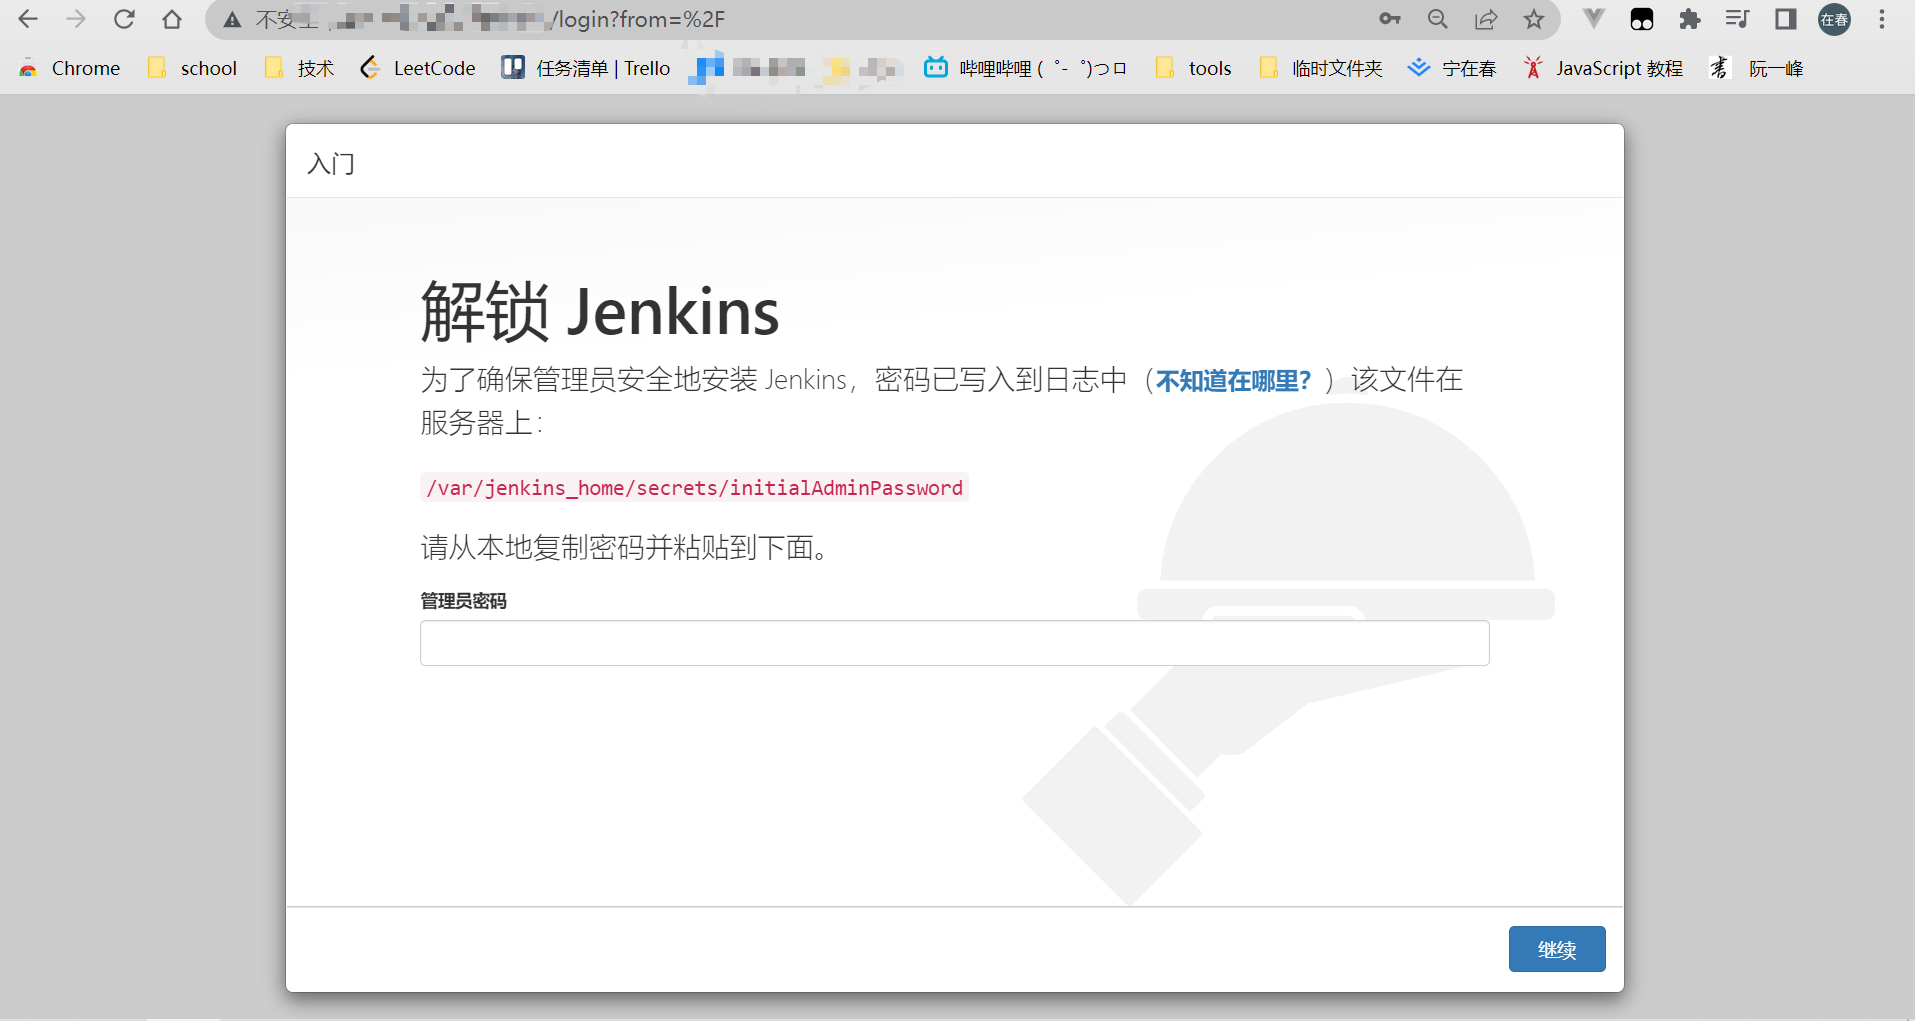 /login?from=%2F
在春
Chrome school 技术 LeetCode 任务清单 | Trello 哔哩哔哩 ( ゜- ゜)つロ tools 临时文件夹 宁在春 JavaScript 教程 阮一峰
入门
解锁 Jenkins
为了确保管理员安全地安装 Jenkins，密码已写入到日志中（不知道在哪里？）该文件在
服务器上：
/var/jenkins_home/secrets/initialAdminPassword
请从本地复制密码并粘贴到下面。
管理员密码
继续